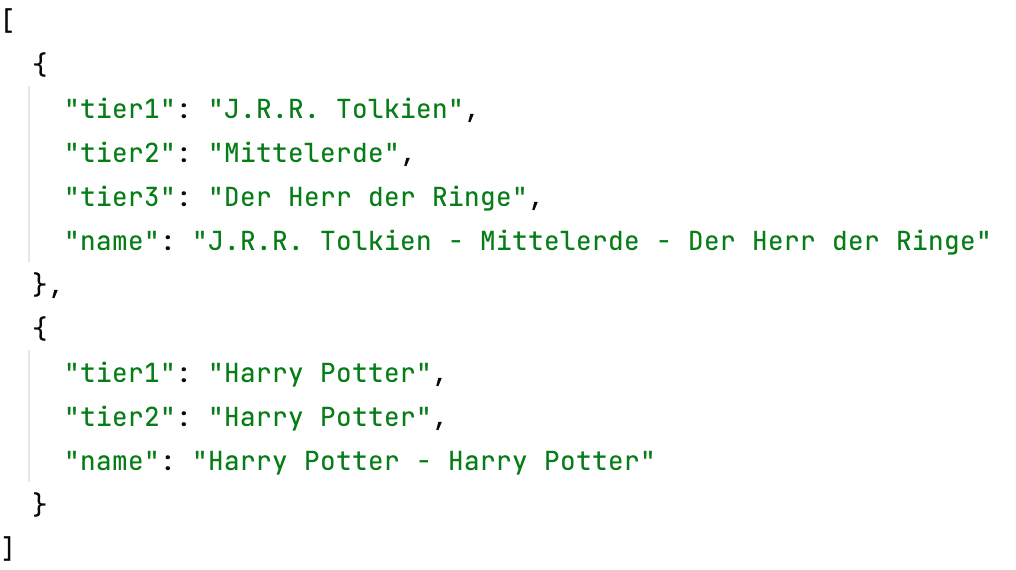 [
  {
    "tier1": "J.R.R. Tolkien",
    "tier2": "Mittelerde",
    "tier3": "Der Herr der Ringe",
    "name": "J.R.R. Tolkien - Mittelerde - Der Herr der Ringe"
  },
  {
    "tier1": "Harry Potter",
    "tier2": "Harry Potter",
    "name": "Harry Potter - Harry Potter"
  }
]